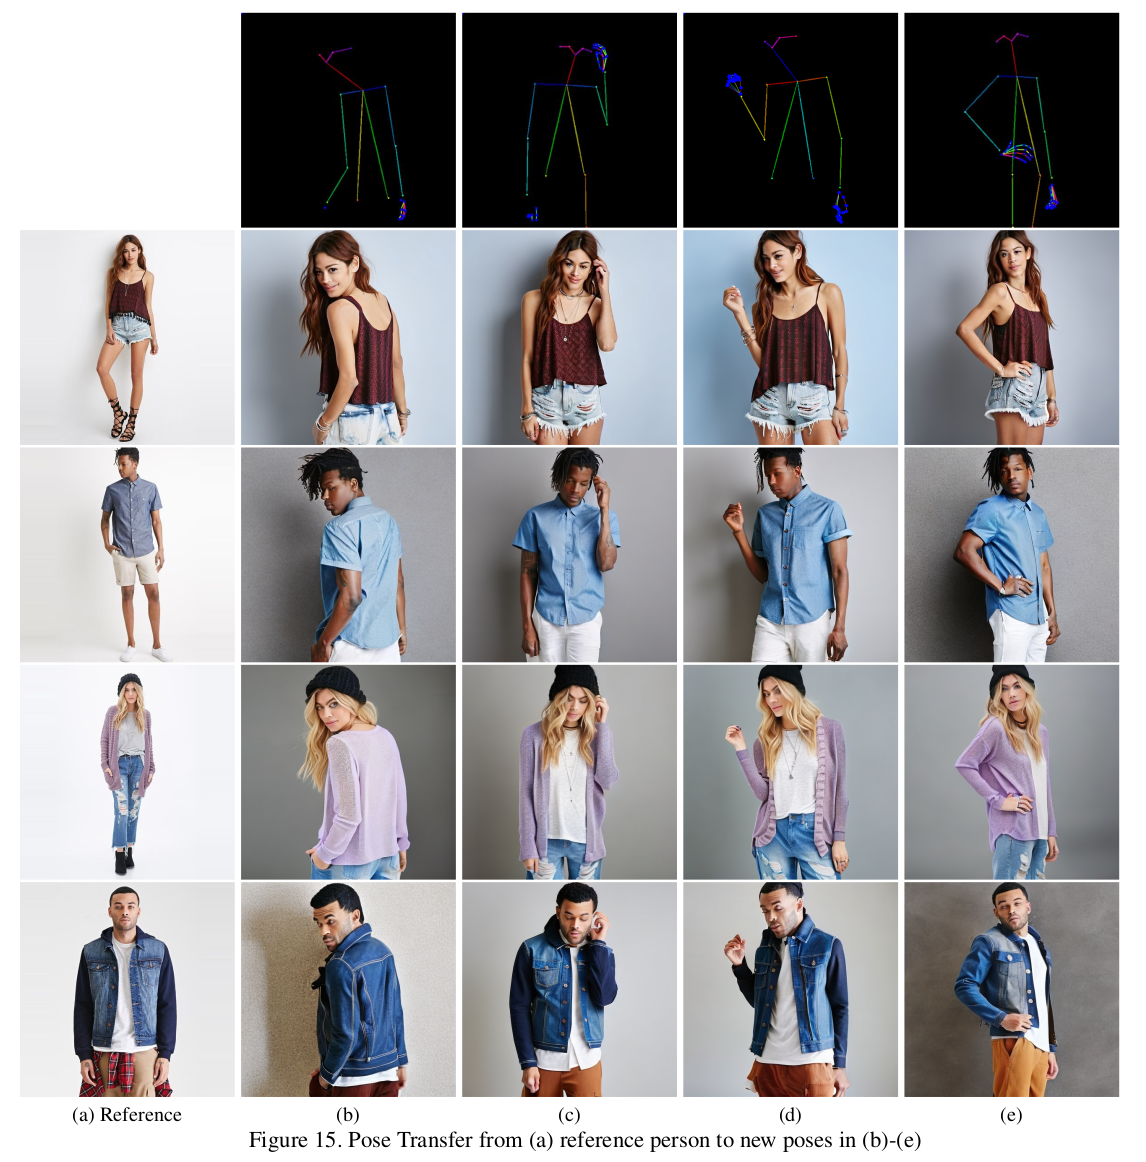 (a) Reference
(b)
(c)
(d)
(e)
Figure 15. Pose Transfer from (a) reference person to new poses in (b)-(e)